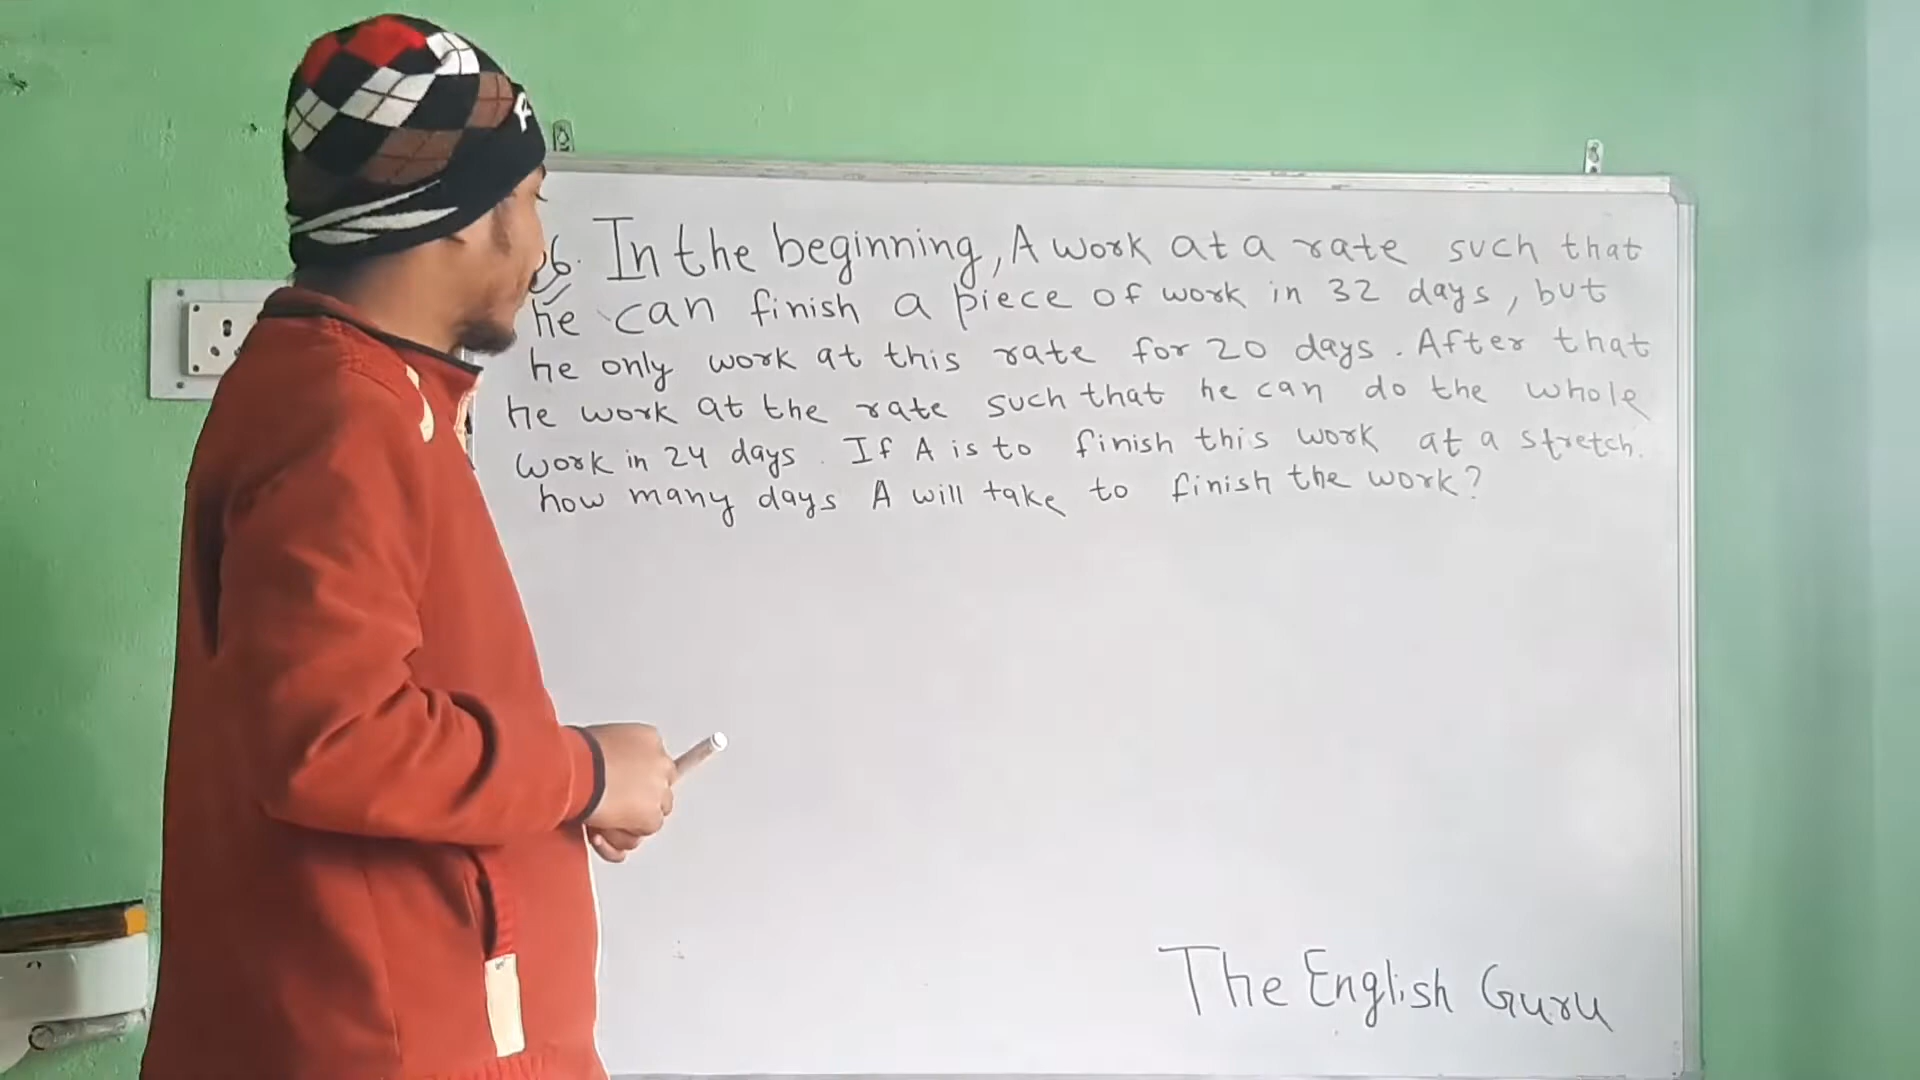 6. In the beginning, A work at a rate such that
he can finish a piece of work in 32 days, but
he only work at this rate for 20 days. After that
he work at the rate such that he can do the whole
work in 24 days. If A is to finish this work at a stretch.
how many days A will take to finish the work?
The English Guru